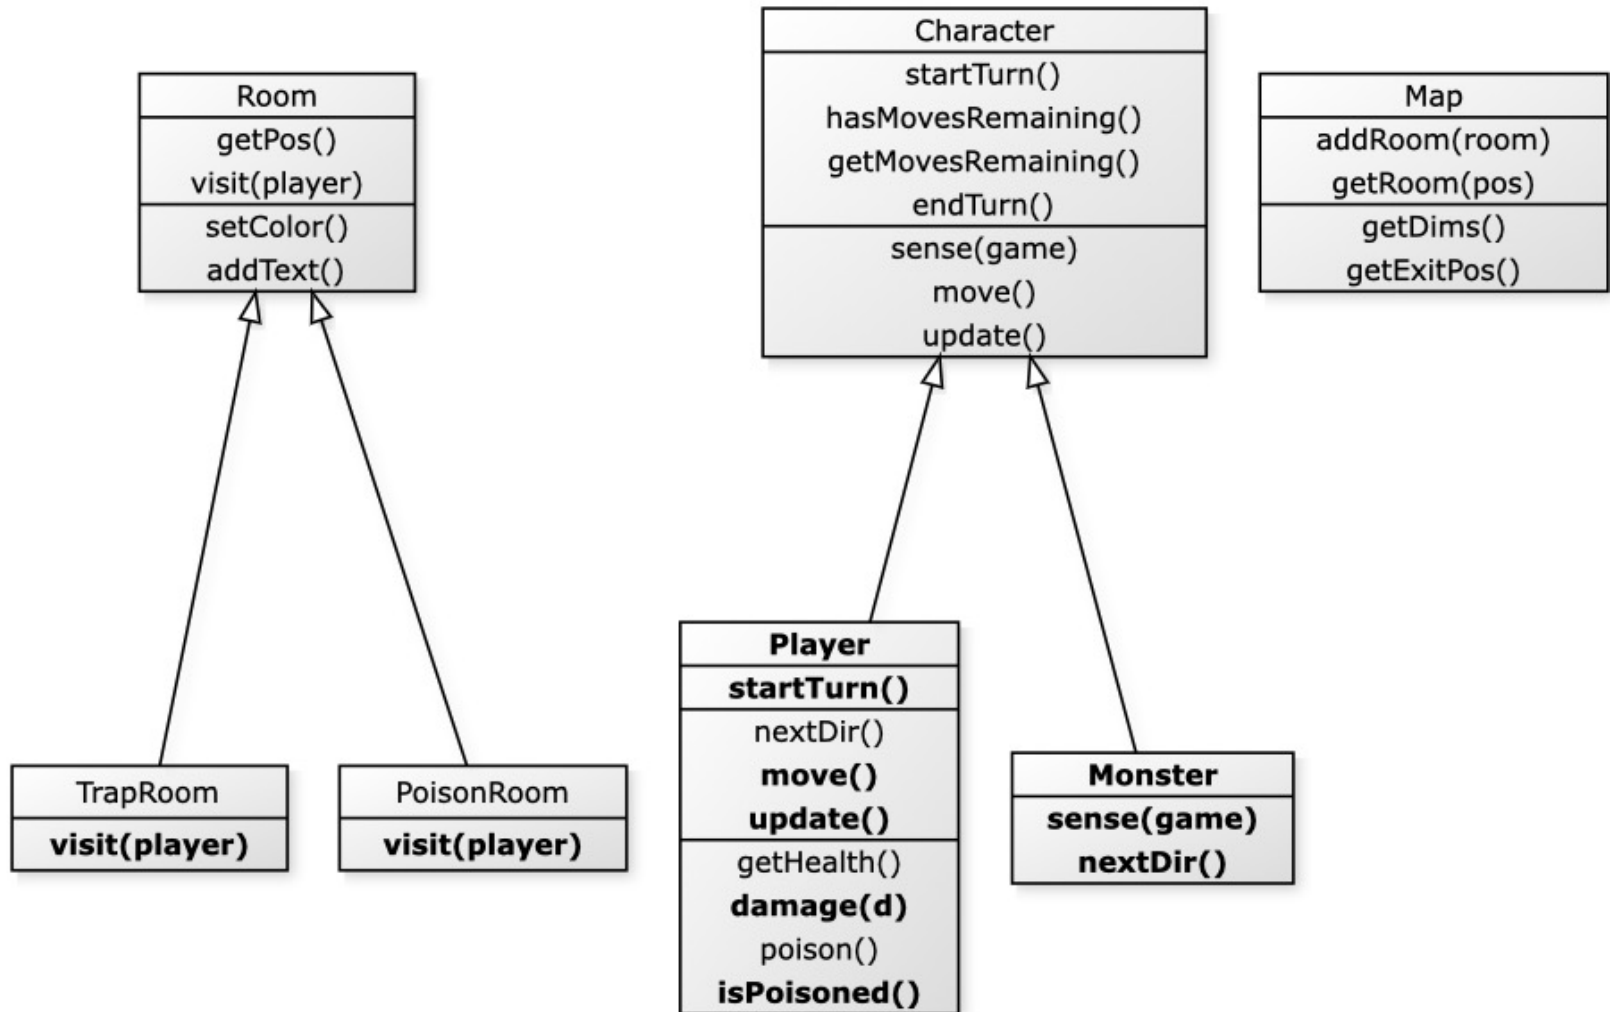 Room
getPos()
visit(player)
setColor()
addText()
Character
startTurn()
hasMovesRemaining()
getMovesRemaining()
endTurn()
sense(game)
move()
update()
Map
addRoom(room)
getRoom(pos)
getDims()
getExitPos()
TrapRoom
visit(player)
PoisonRoom
visit(player)
Player
startTurn()
nextDir()
move()
update()
getHealth()
damage(d)
poison()
isPoisoned()
Monster
sense(game)
nextDir()